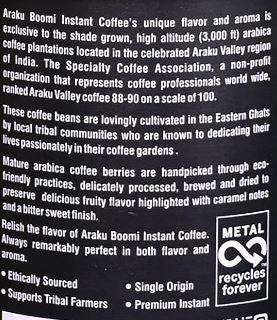 Araku Boomi Instant Coffee's unique flavor and aroma is
exclusive to the shade grown, high altitude (3,000 ft) arabica
coffee plantations located in the celebrated Araku Valley region
of India. The Specialty Coffee Association, a non-profit
organization that represents coffee professionals world wide,
ranked Araku Valley coffee 88-90 on a scale of 100.
These coffee beans are lovingly cultivated in the Eastern Ghats
by local tribal communities who are known to dedicating their
lives passionately in their coffee gardens.
Mature arabica coffee berries are handpicked through eco-
friendly practices, delicately processed, brewed and dried to
preserve delicious fruity flavor highlighted with caramel notes
and a bitter sweet finish.
Relish the flavor of Araku Boomi Instant Coffee.
Always remarkably perfect in both flavor and
aroma.
• Ethically Sourced
• Single Origin
• Supports Tribal Farmers
• Premium Instant
METAL
recycles
forever